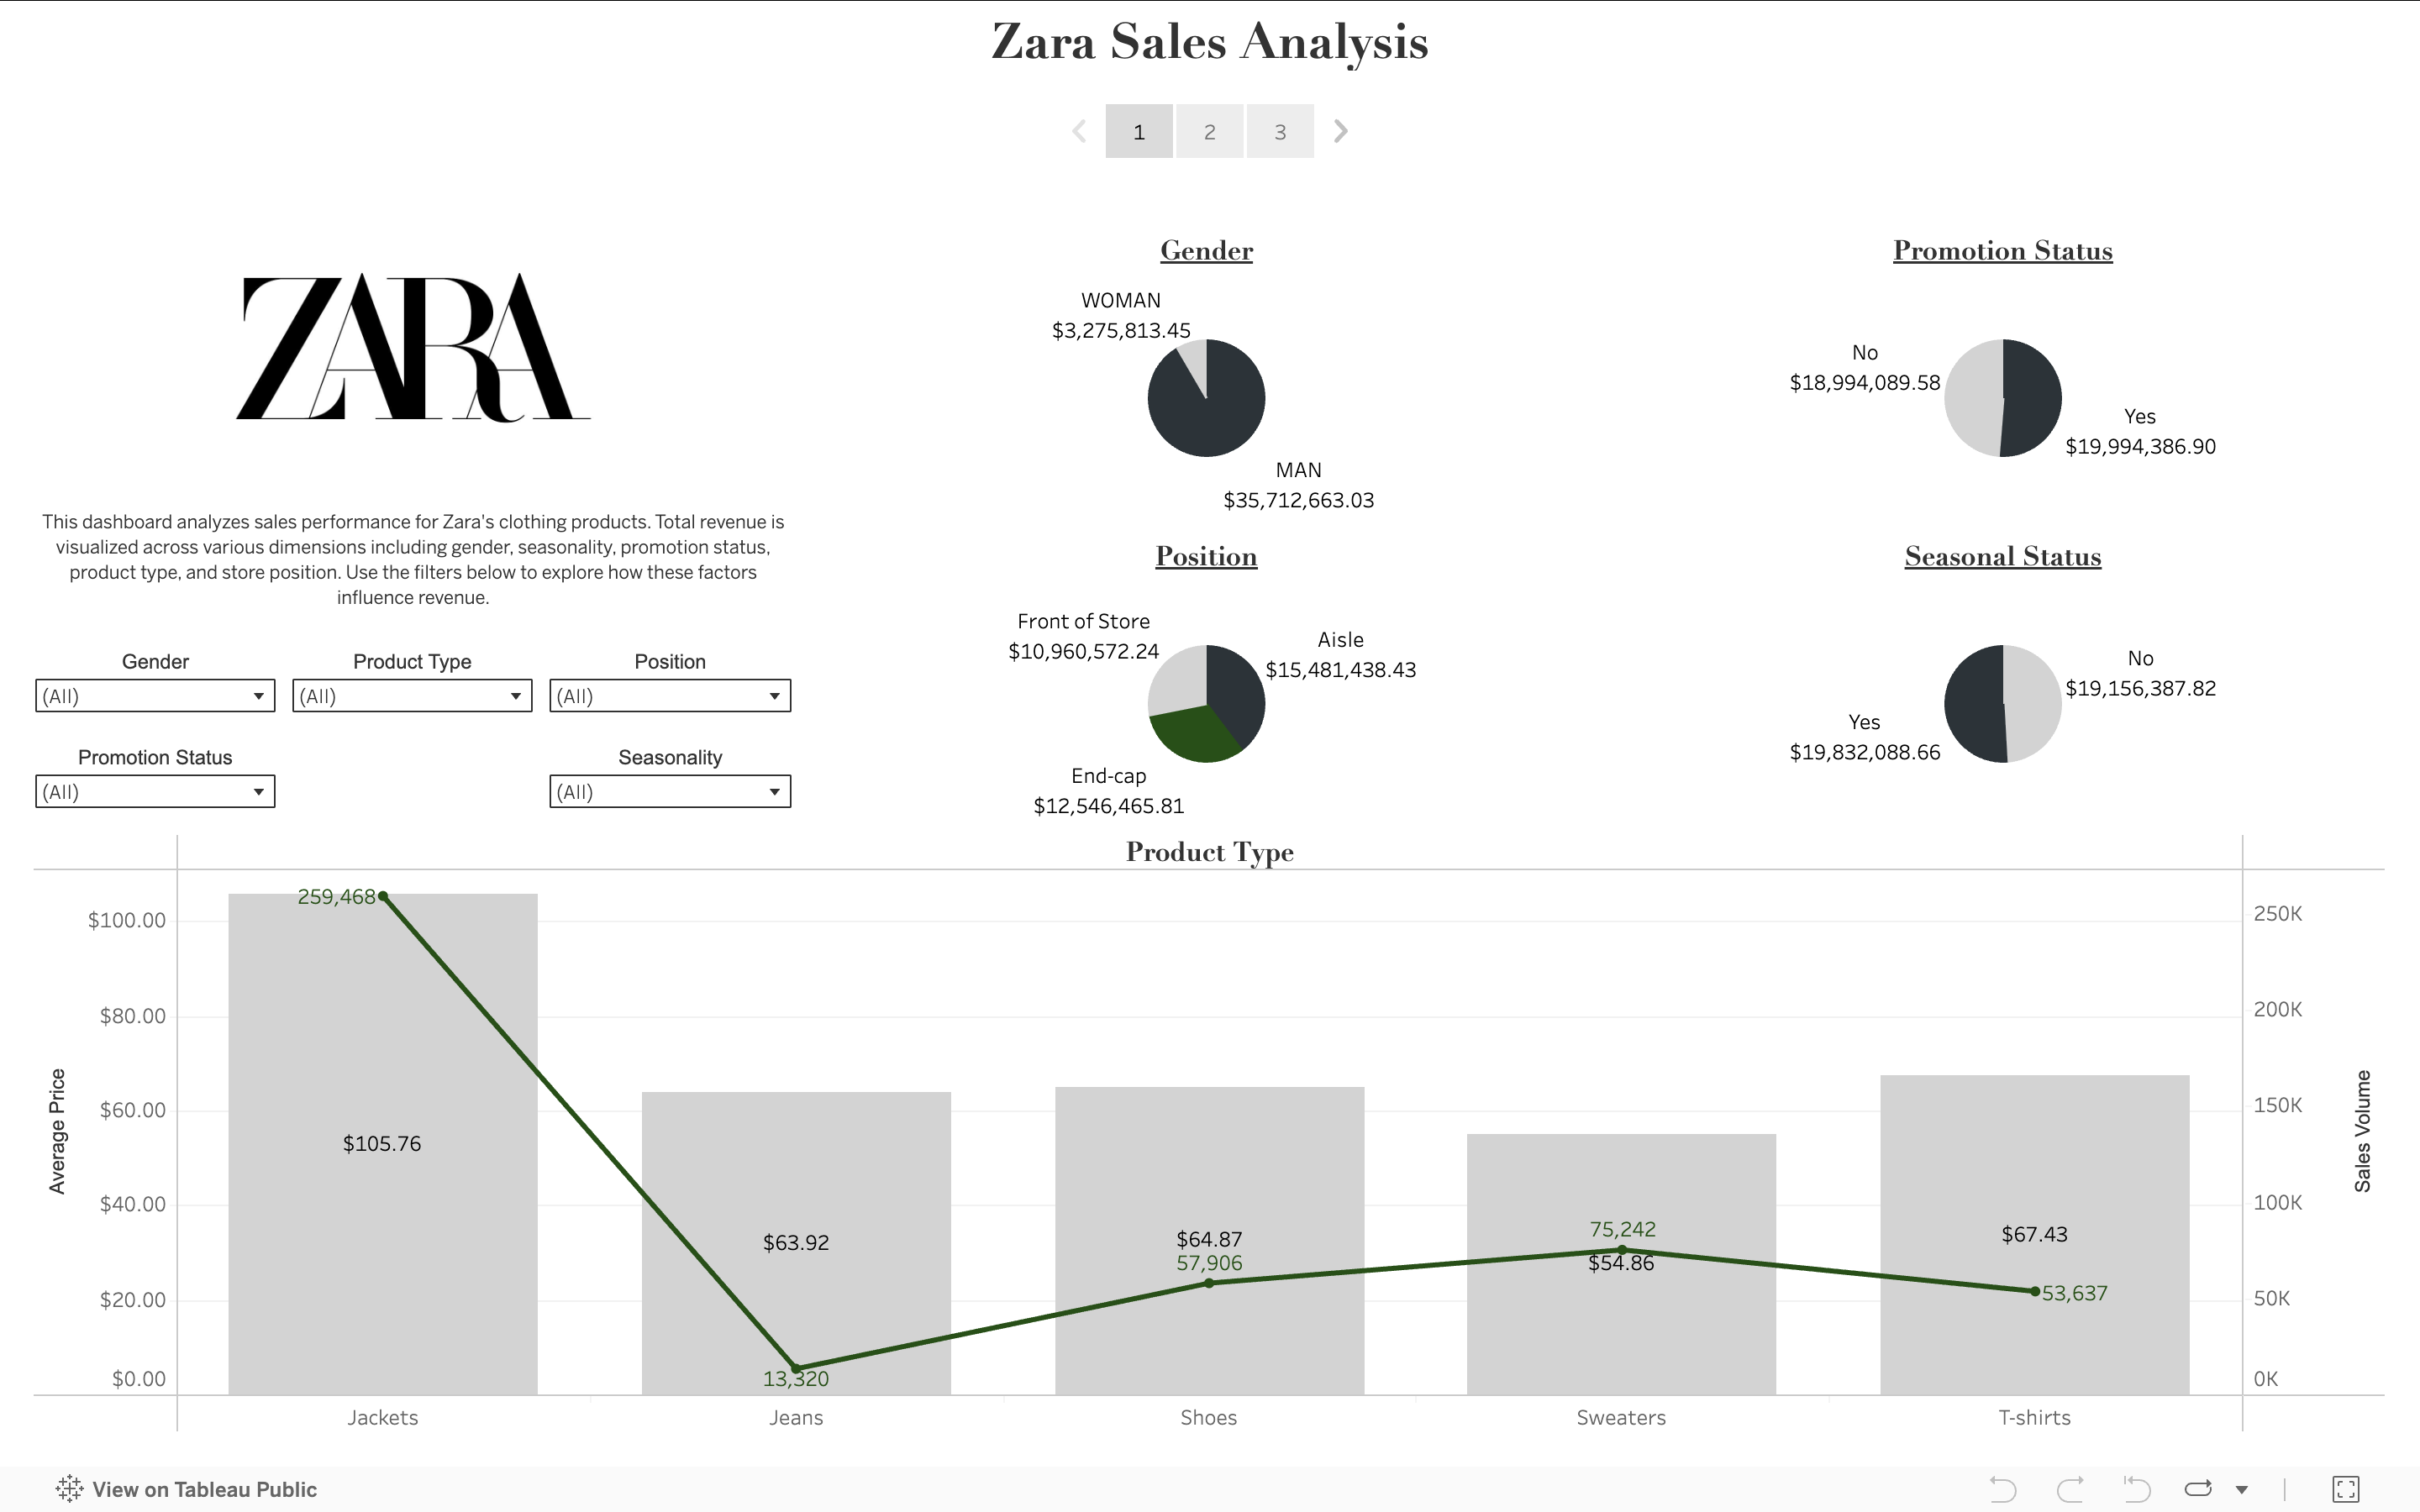 Zara Sales Analysis
1 2 3
ZARA
This dashboard analyzes sales performance for Zara's clothing products. Total revenue is
visualized across various dimensions including gender, seasonality, promotion status,
product type, and store position. Use the filters below to explore how these factors
influence revenue.
Gender Product Type Position
(All) (All) (All)
Promotion Status Seasonality
(All) (All)
Gender
WOMAN
$3,275,813.45
MAN
$35,712,663.03
Promotion Status
No
$18,994,089.58
Yes
$19,994,386.90
Position
Front of Store
$10,960,572.24
Aisle
$15,481,438.43
End-cap
$12,546,465.81
Seasonal Status
No
$19,156,387.82
Yes
$19,832,088.66
Product Type
Average Price
$100.00
$80.00
$60.00
$40.00
$20.00
$0.00
259,468
$105.76
$63.92
13,320
$64.87
57,906
75,242
$54.86
$67.43
53,637
250K
200K
150K
100K
50K
0K
Sales Volume
Jackets Jeans Shoes Sweaters T-shirts
View on Tableau Public